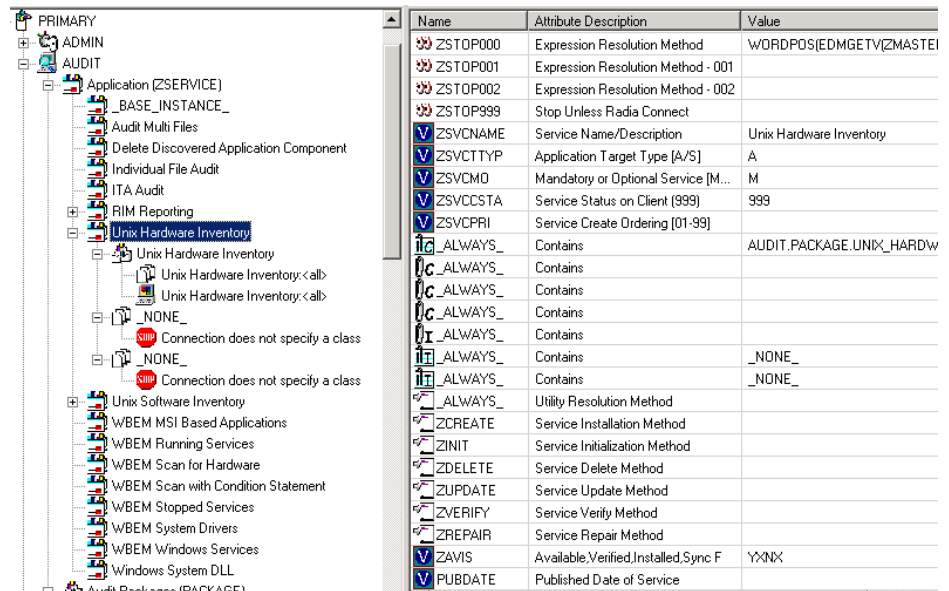 PRIMARY
ADMIN
AUDIT
Application (ZSERVICE)
_BASE_INSTANCE_
Audit Multi Files
Delete Discovered Application Component
Individual File Audit
ITA Audit
RIM Reporting
Unix Hardware Inventory
Unix Hardware Inventory
Unix Hardware Inventory:<all>
Unix Hardware Inventory:<all>
_NONE_
Connection does not specify a class
_NONE_
Connection does not specify a class
Unix Software Inventory
WBEM MSI Based Applications
WBEM Running Services
WBEM Scan for Hardware
WBEM Scan with Condition Statement
WBEM Stopped Services
WBEM System Drivers
WBEM Windows Services
Windows System DLL
Audit Packages (PACKAGE)
Name Attribute Description Value
ZSTOP000 Expression Resolution Method WORDPOS(EDMGETV(ZMASTE
ZSTOP001 Expression Resolution Method - 001
ZSTOP002 Expression Resolution Method - 002
ZSTOP999 Stop Unless Radia Connect
ZSVCNAME Service Name/Description Unix Hardware Inventory
ZSVCTTYP Application Target Type [A/S] A
ZSVCMO Mandatory or Optional Service [M... M
ZSVCCSTA Service Status on Client (999) 999
ZSVCPRI Service Create Ordering [01-99]
_ALWAYS_ Contains AUDIT.PACKAGE.UNIX_HARDW
_ALWAYS_ Contains
_ALWAYS_ Contains
_ALWAYS_ Contains
_ALWAYS_ Contains
_ALWAYS_ Contains _NONE_
_ALWAYS_ Contains _NONE_
_ALWAYS_ Utility Resolution Method
ZCREATE Service Installation Method
ZINIT Service Initialization Method
ZDELETE Service Delete Method
ZUPDATE Service Update Method
ZVERIFY Service Verify Method
ZREPAIR Service Repair Method
ZAVIS Available,Verified,Installed,Sync F YXNX
PUBDATE Published Date of Service